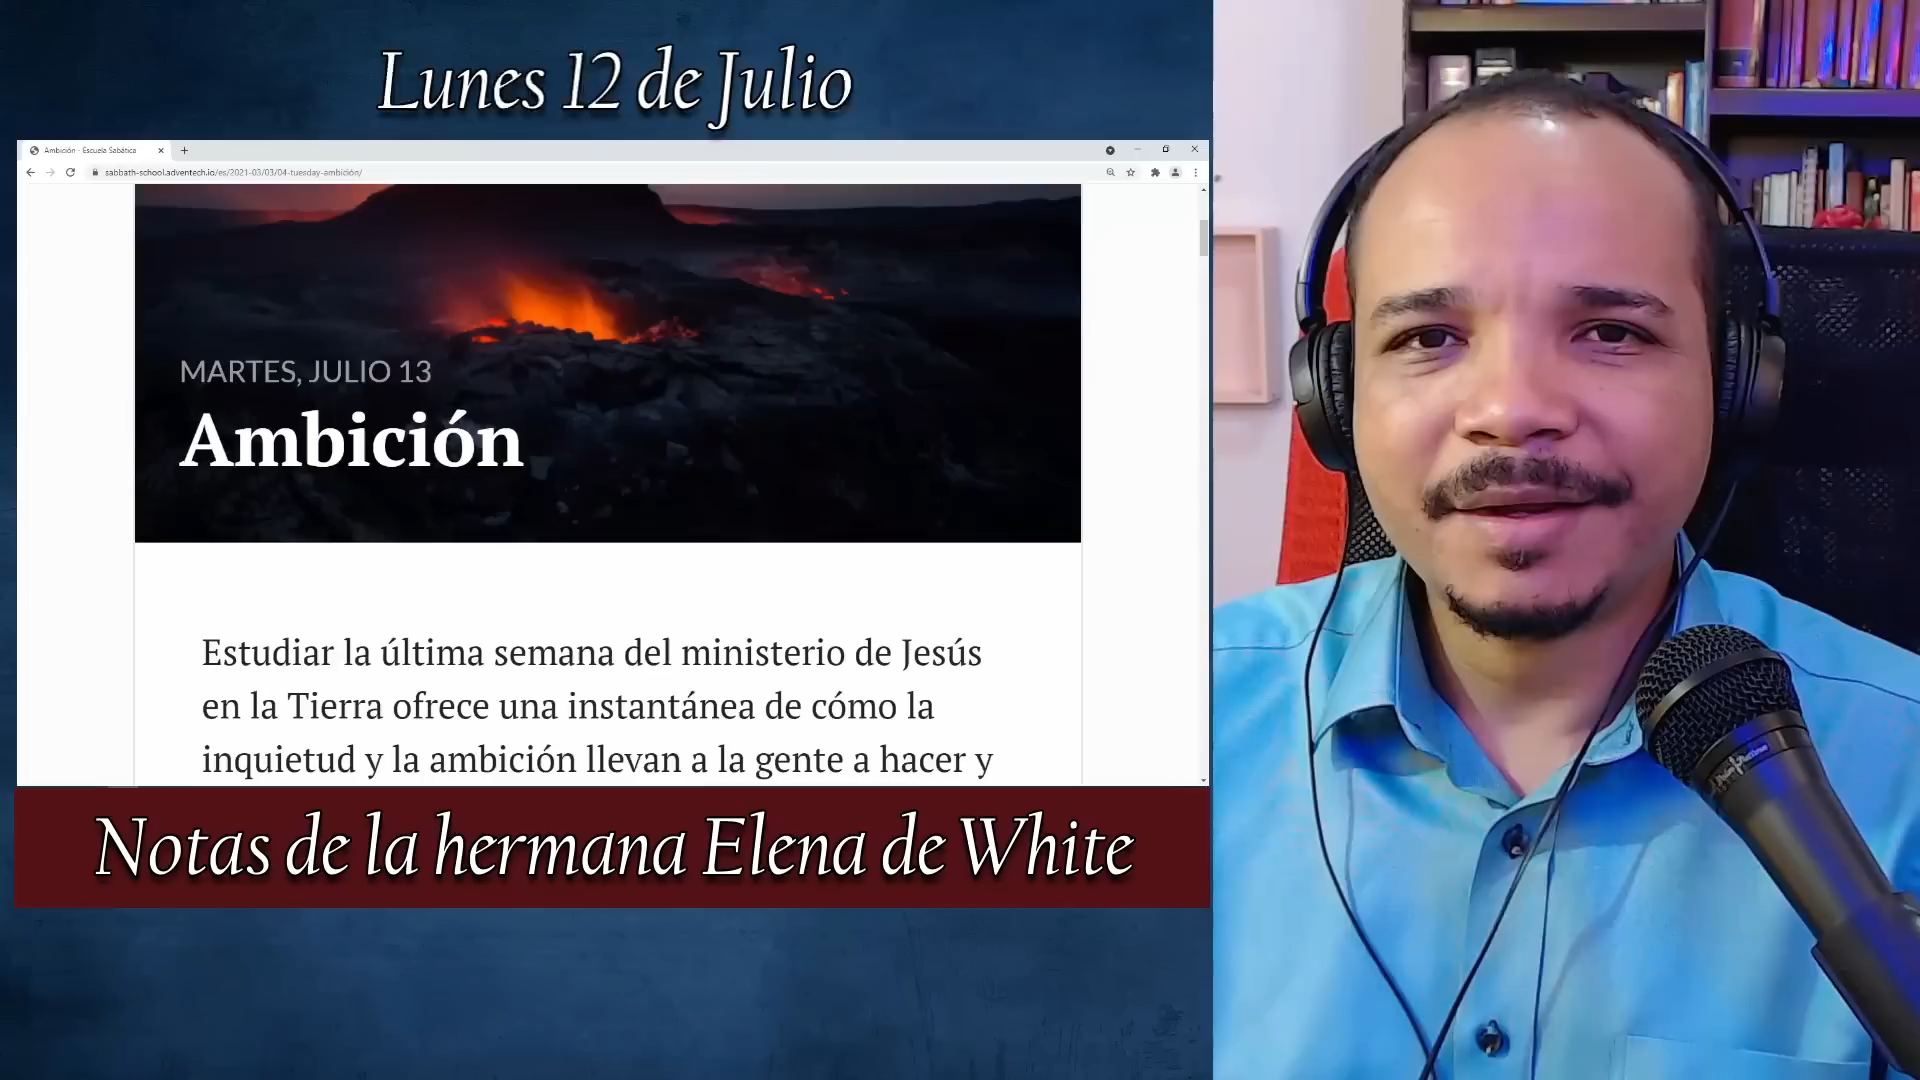 Lunes 12 de Julio
Ambición - Escuela Sabática
sabbath-school.adventech.io/es/2021-03/03/04-tuesday-ambición/
MARTES, JULIO 13
Ambición
Estudiar la última semana del ministerio de Jesús
en la Tierra ofrece una instantánea de cómo la
inquietud y la ambición llevan a la gente a hacer y
Notas de la hermana Elena de White